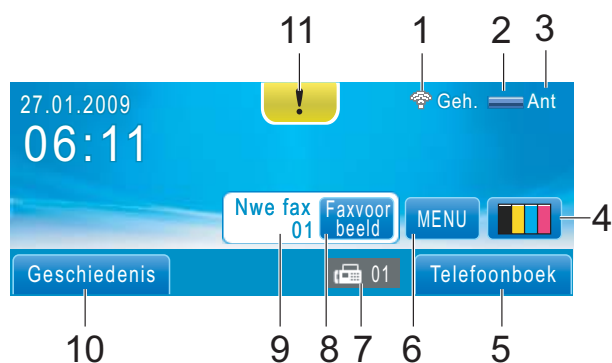 11 1 2 3
27.01.2009 ! Geh. Ant
06:11
Nwe fax Faxvoor
01 beeld MENU
4
Geschiedenis 01 Telefoonboek
10 9 8 7 6 5